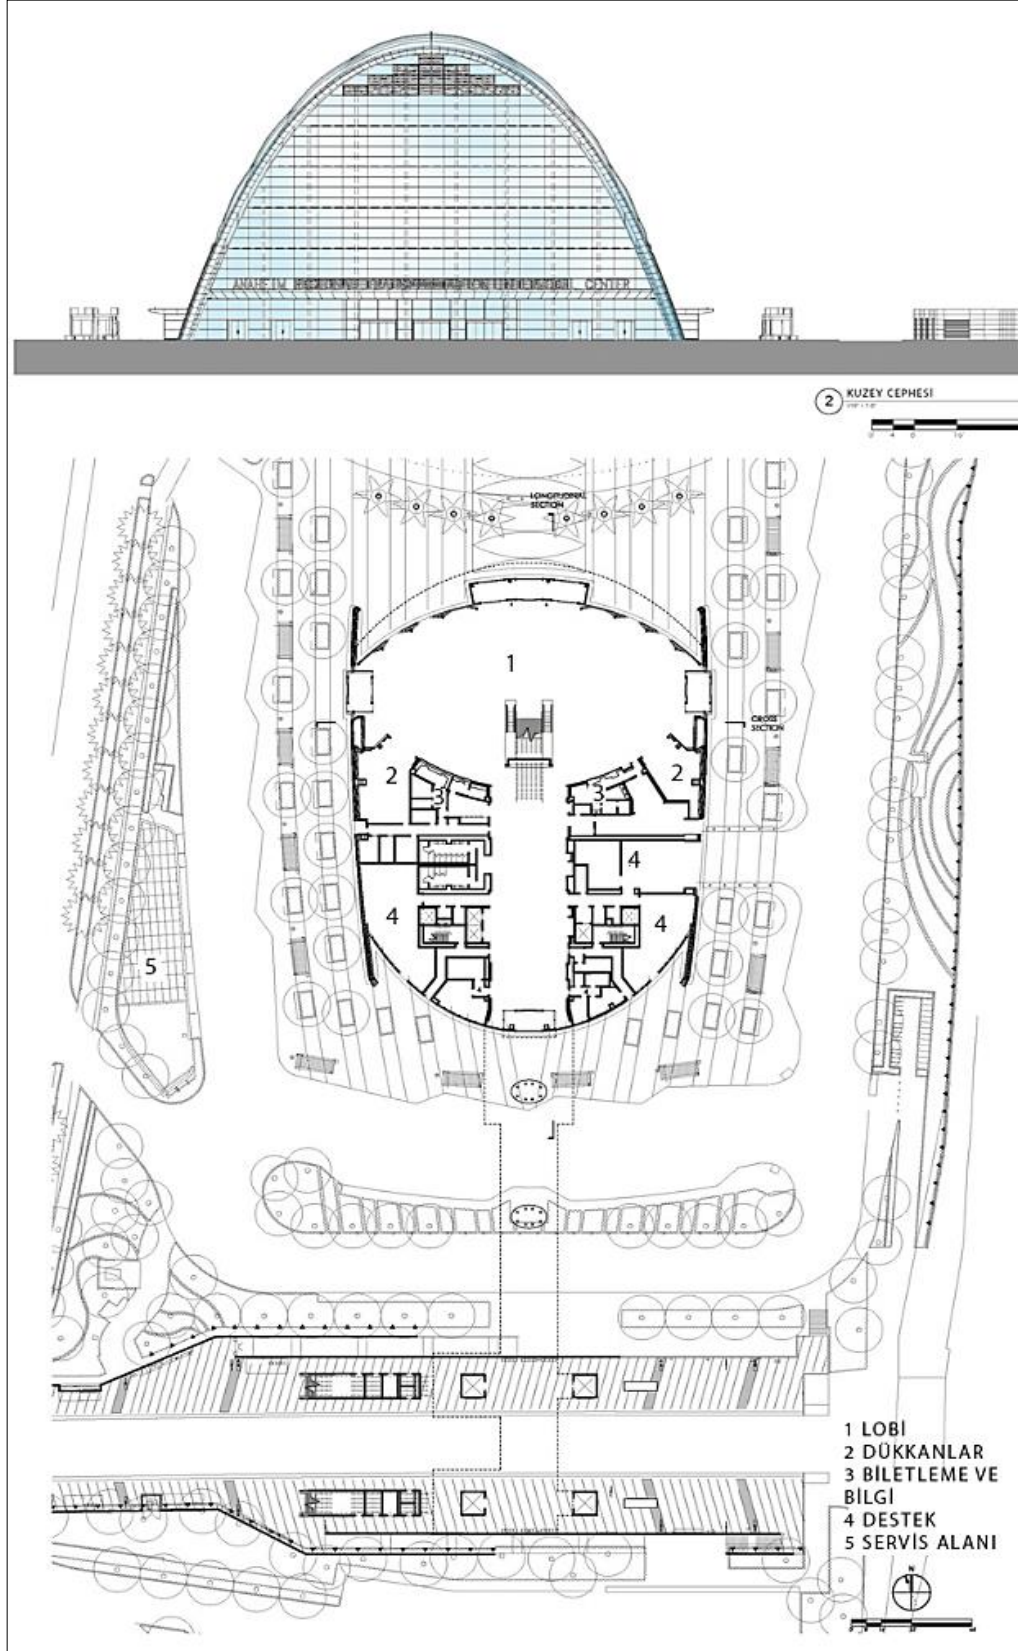 ANAHEIM REGIONAL TRANSPORTATION INTERMODAL CENTER
2 KUZEY CEPHESİ
LONGITUDINAL
SECTION
1
CROSS
SECTION
2
2
3
3
4
4
4
5
1 LOBİ
2 DÜKKANLAR
3 BİLETLEME VE
BİLGİ
4 DESTEK
5 SERVİS ALANI
N